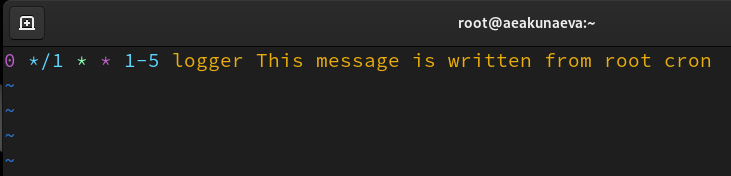 root@aeakunaeva:~
0 */1 * * 1-5 logger This message is written from root cron
~
~
~
~